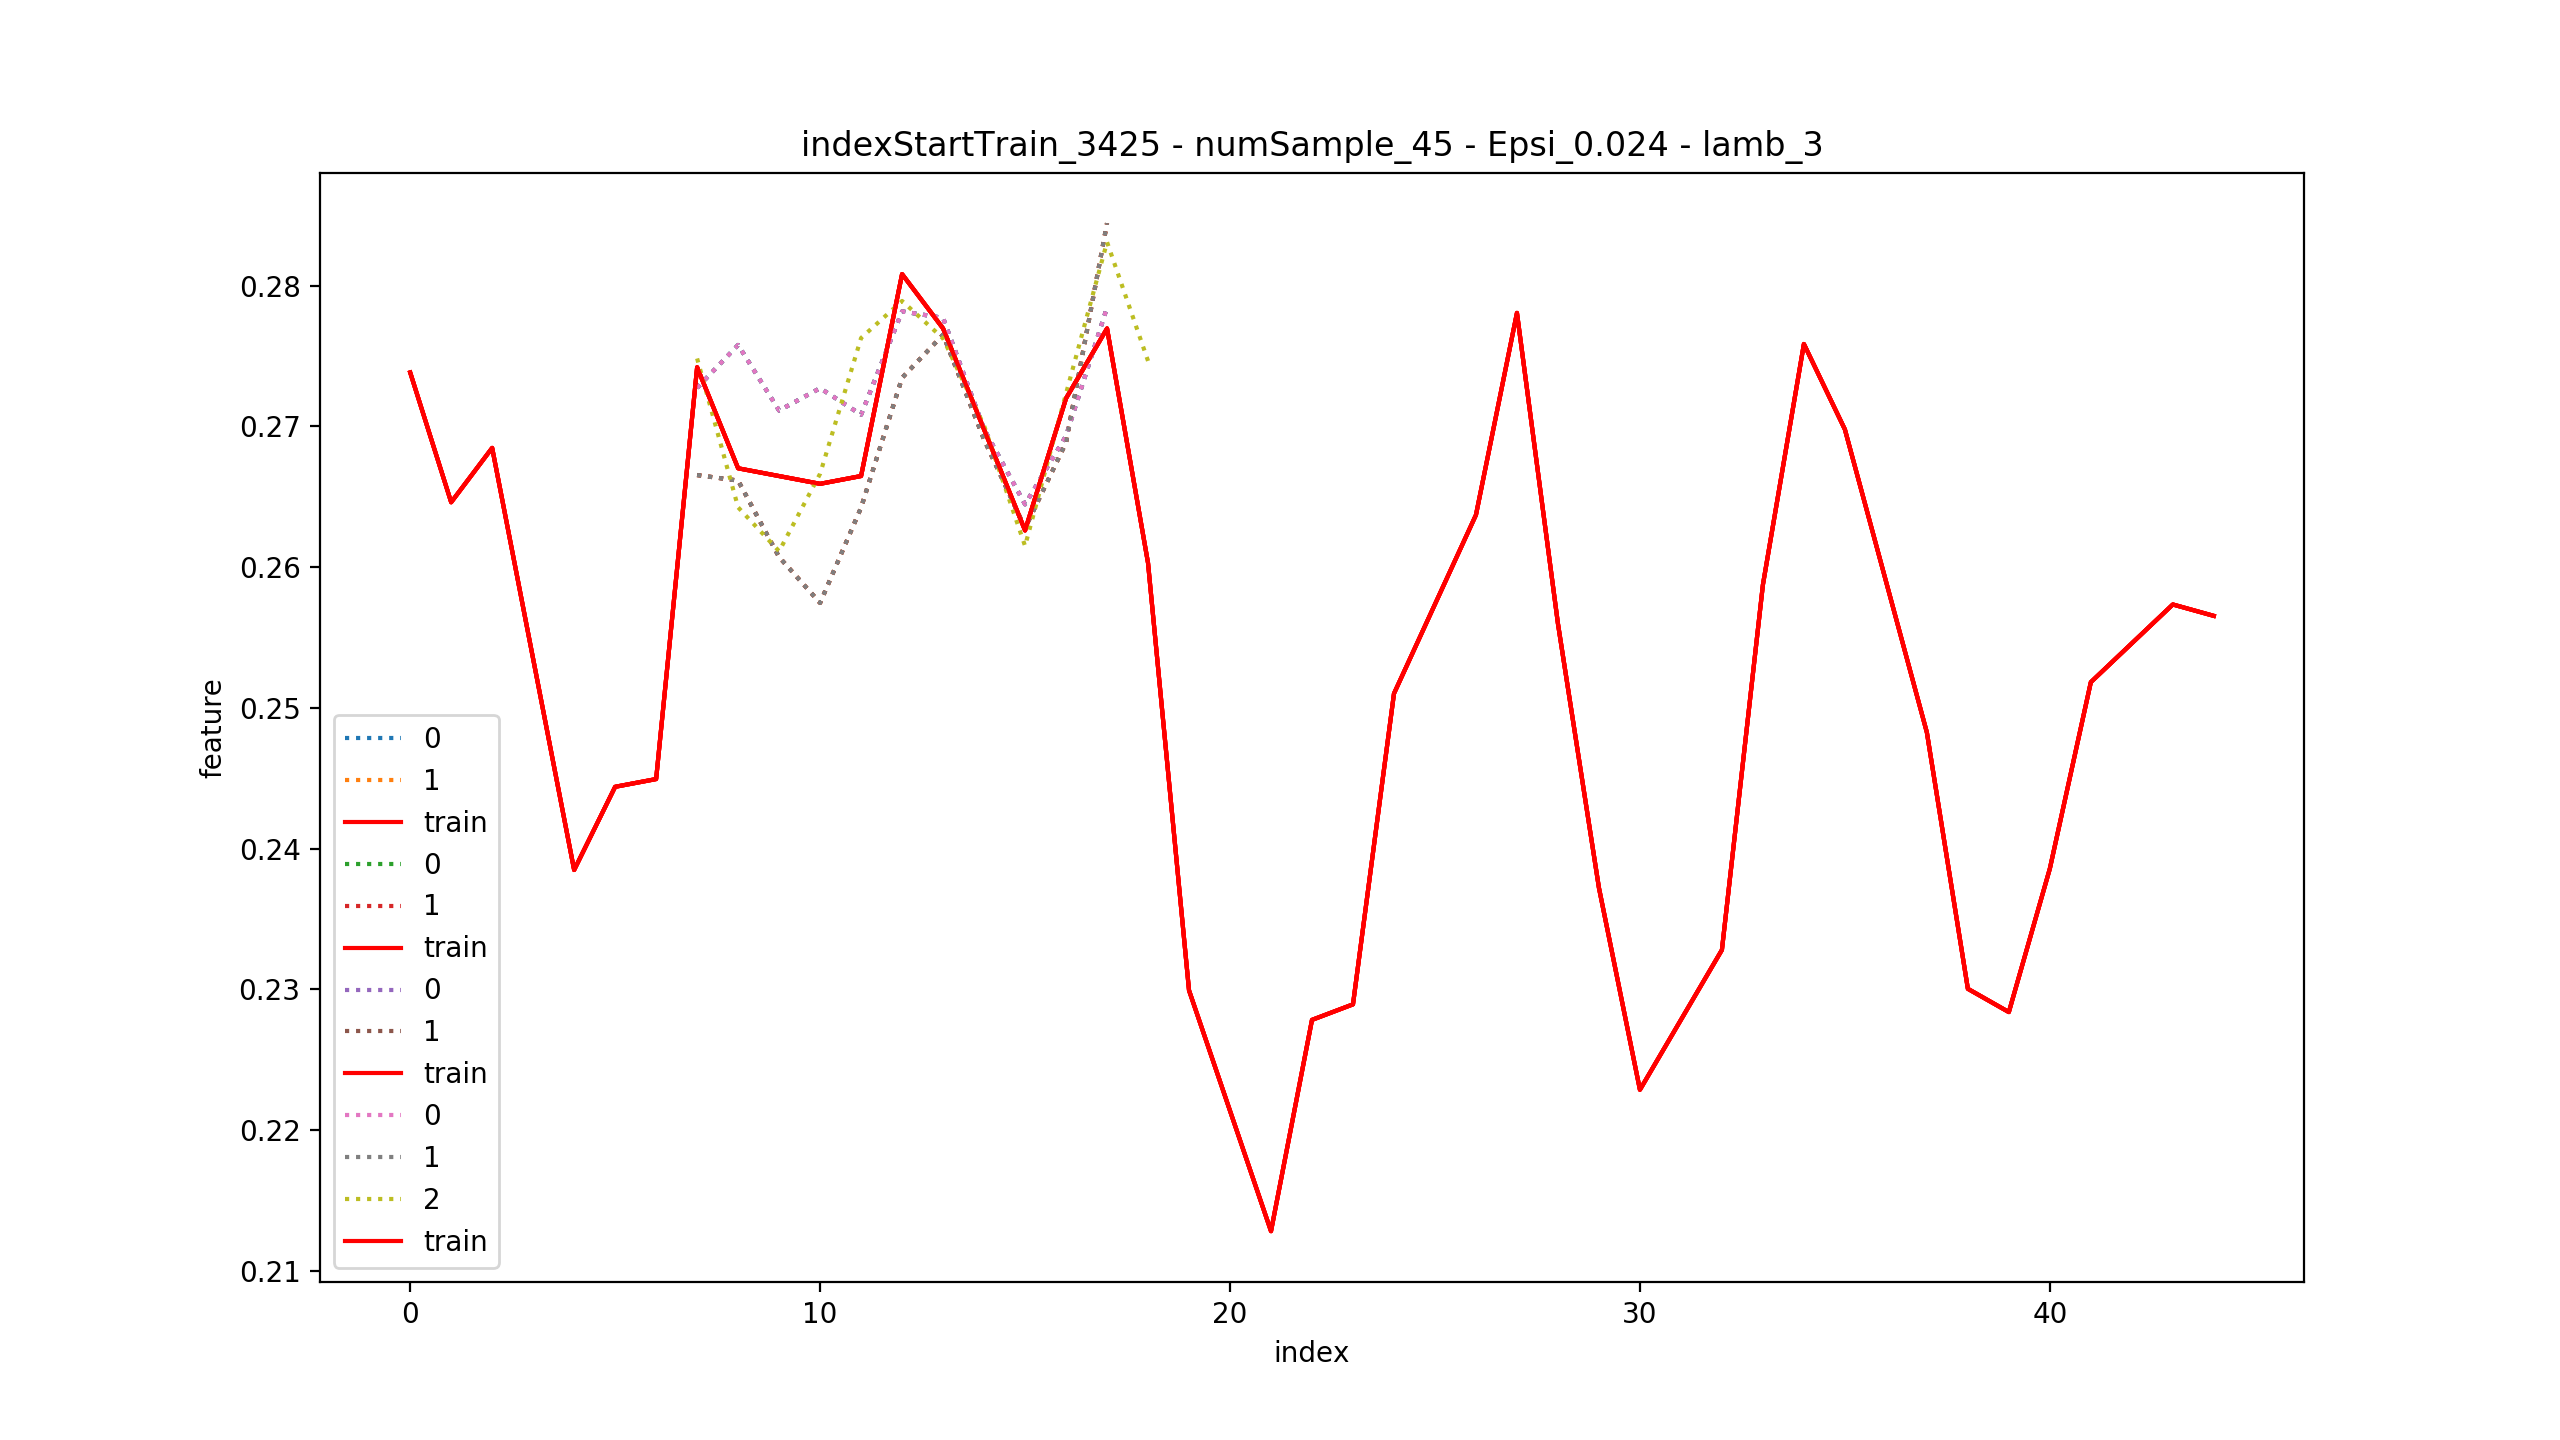 indexStartTrain_3425 - numSample_45 - Epsi_0.024 - lamb_3
0.28
0.27
0.26
0.25
0.24
0.23
0.22
0.21
feature
0
1
train
0
1
train
0
1
train
0
1
2
train
0 10 20 30 40
index